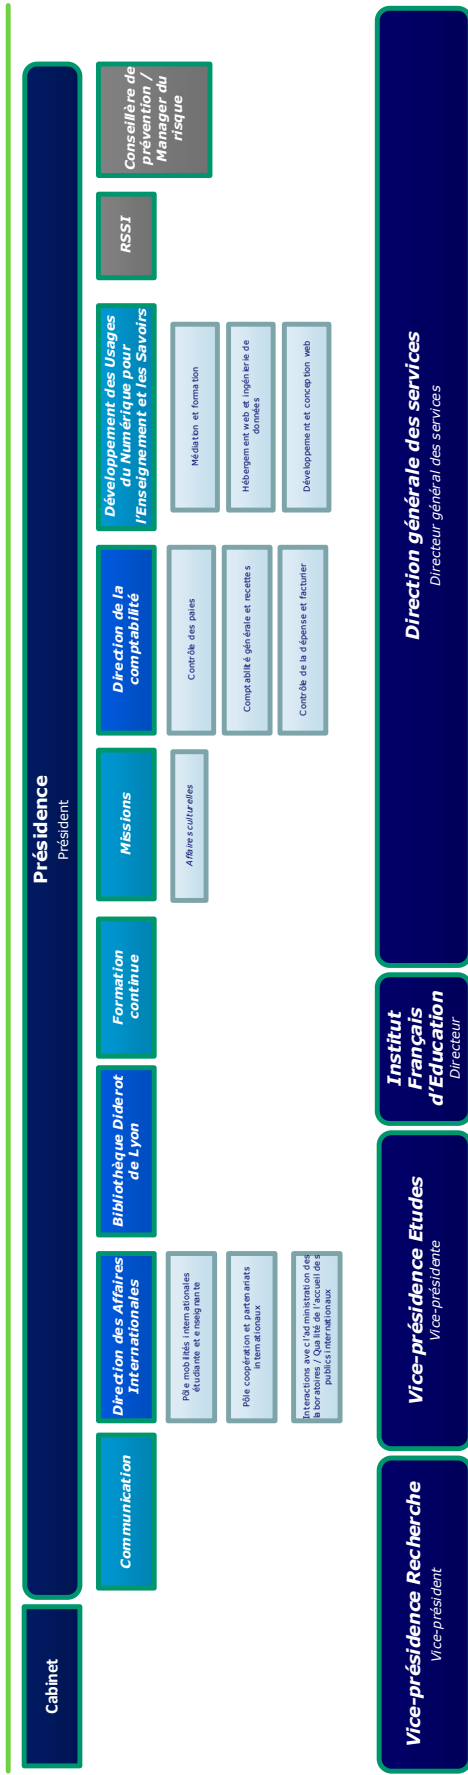 Cabinet
Présidence
Président
Communication
Direction des Affaires
Internationales
Pôle mobilités internationales
étudiante et enseignante
Pôle coopération et partenariats
internationaux
Interactions avec l'administration des
laboratoires / Qualité de l'accueil des
publics internationaux
Bibliothèque Diderot
de Lyon
Formation
continue
Missions
Affaires culturelles
Direction de la
comptabilité
Contrôle des paies
Comptabilité générale et recettes
Contrôle de la dépense et facturier
Développement des Usages
du Numérique pour
l'Enseignement et les Savoirs
Médiation et formation
Hébergement web et ingénierie de
données
Développement et conception web
RSSI
Conseillère de
prévention /
Manager du
risque
Vice-présidence Recherche
Vice-président
Vice-présidence Etudes
Vice-présidente
Institut
Français
d'Education
Directeur
Direction générale des services
Directeur général des services